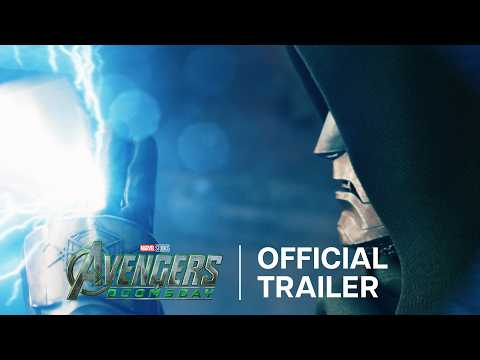 MARVEL STUDIOS
AVENGERS
DOOMSDAY
OFFICIAL
TRAILER